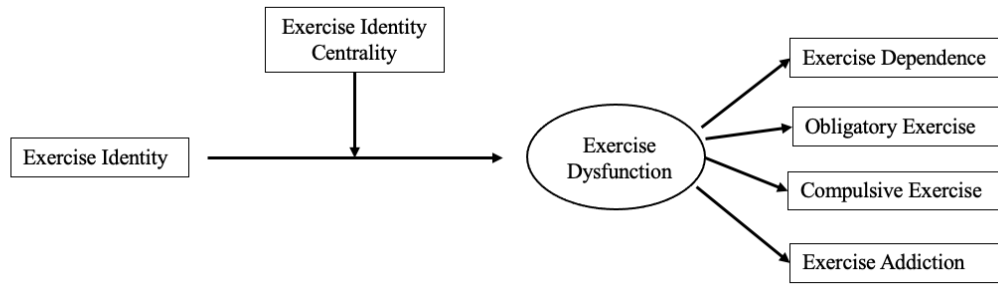 Exercise Identity
Centrality
Exercise Identity
Exercise
Dysfunction
Exercise Dependence
Obligatory Exercise
Compulsive Exercise
Exercise Addiction